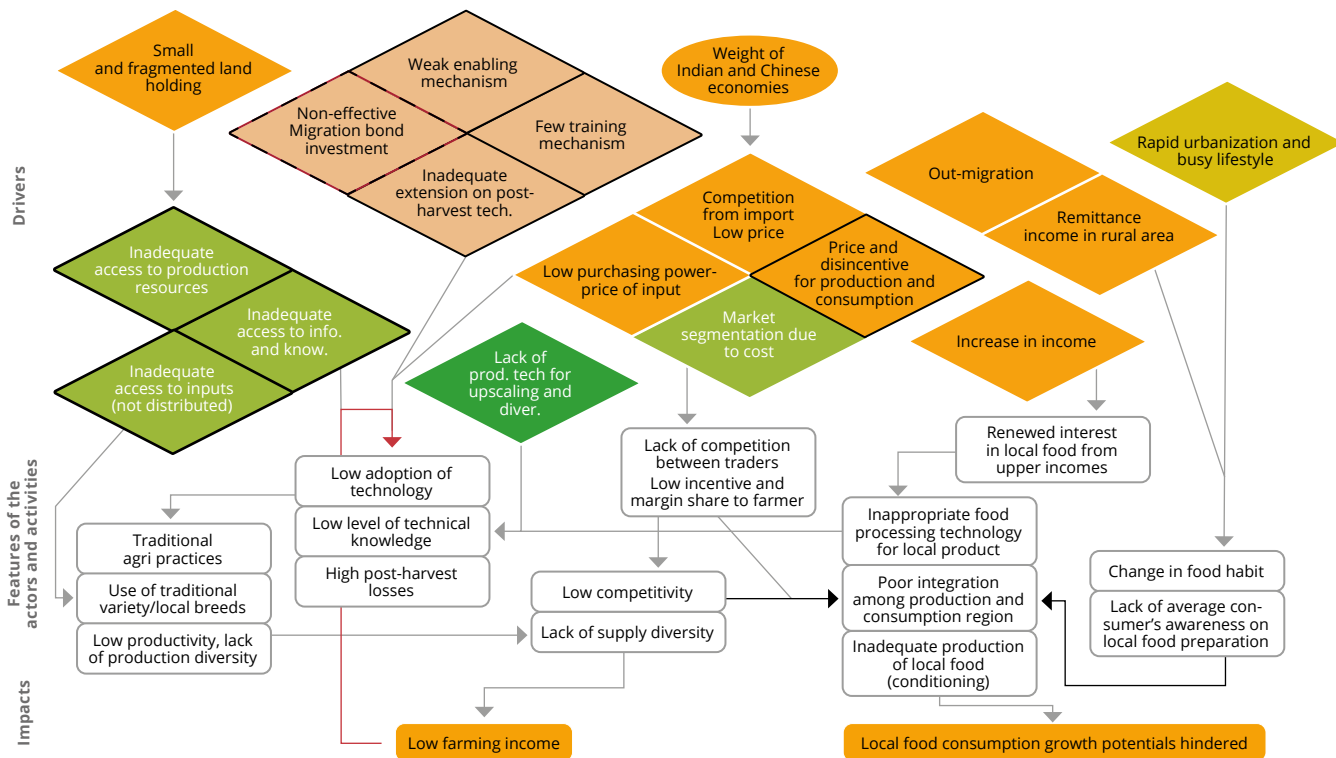 Small
and fragmented land
holding
Weak enabling
mechanism
Non-effective
Migration bond
investment
Few training
mechanism
Inadequate
extension on post-
harvest tech.
Weight of
Indian and Chinese
economies
Rapid urbanization and
busy lifestyle
Out-migration
Remittance
income in rural area
Competition
from import
Low price
Low purchasing power-
price of input
Price and
disincentive
for production and
consumption
Market
segmentation due
to cost
Increase in income
Drivers
Inadequate
access to production
resources
Inadequate
access to info.
and know.
Inadequate
access to inputs
(not distributed)
Lack of
prod. tech for
upscaling and
diver.
Features of the
actors and activities
Low adoption of
technology
Low level of technical
knowledge
High post-harvest
losses
Lack of competition
between traders
Low incentive and
margin share to farmer
Renewed interest
in local food from
upper incomes
Traditional
agri practices
Use of traditional
variety/local breeds
Low productivity, lack
of production diversity
Low competitivity
Lack of supply diversity
Inappropriate food
processing technology
for local product
Poor integration
among production and
consumption region
Inadequate production
of local food
(conditioning)
Change in food habit
Lack of average con-
sumer's awareness on
local food preparation
Impacts
Low farming income
Local food consumption growth potentials hindered